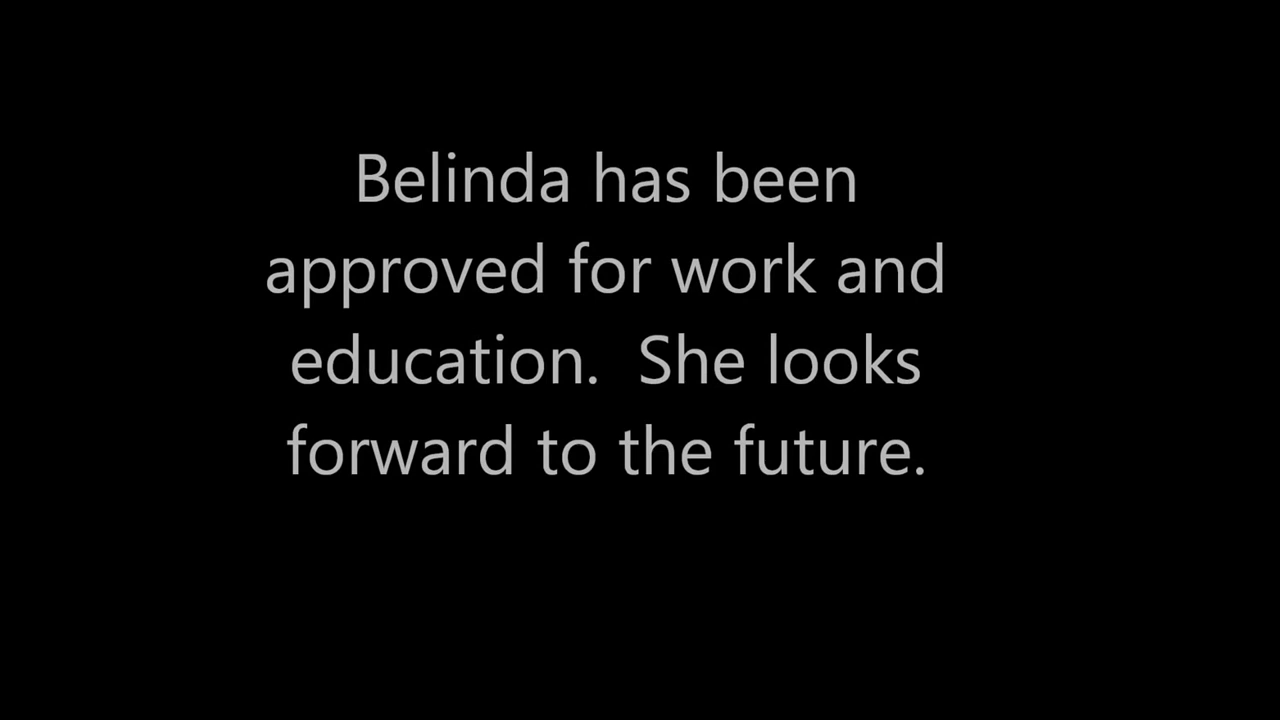 Belinda has been
approved for work and
education.  She looks
forward to the future.